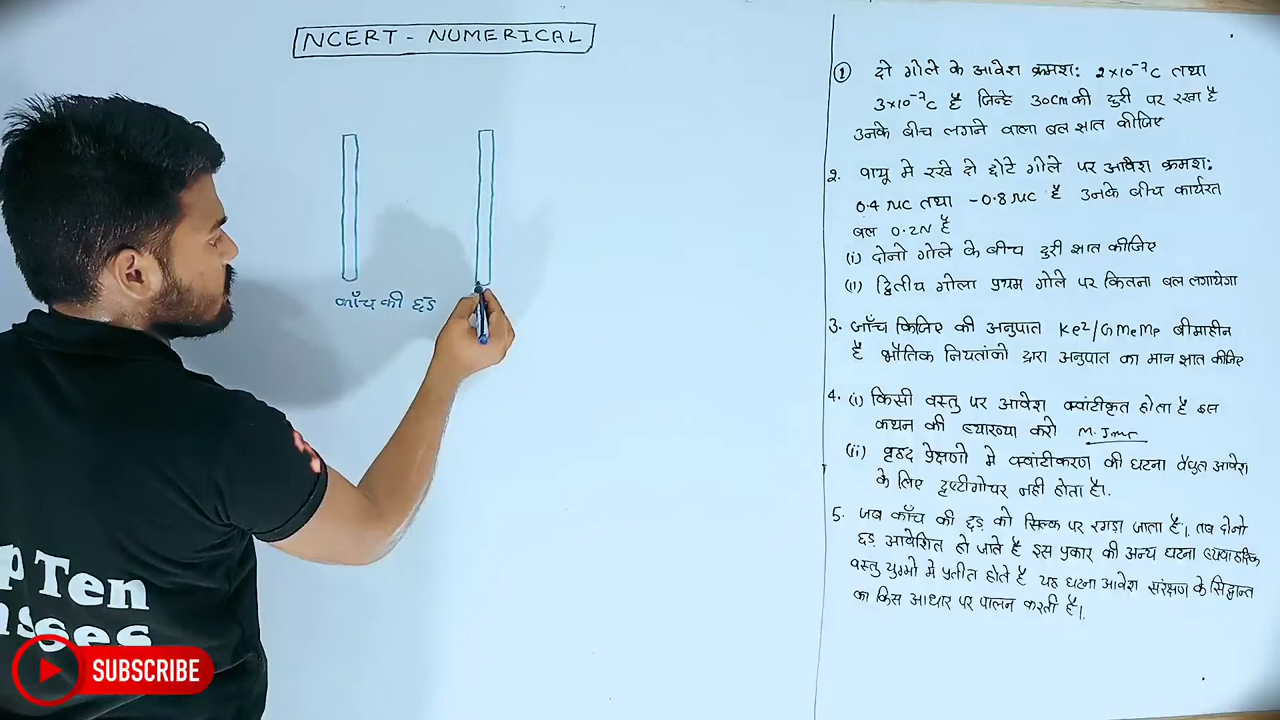 NCERT - NUMERICAL
① दो गोले के आवेश क्रमश: 2×10⁻⁷C तथा
3×10⁻⁷C है जिन्हे 30cm की दुरी पर रखा है
उनके बीच लगने वाला बल ज्ञात कीजिए
2. वायू मे रखे दो छोटे गोले पर आवेश क्रमश:
0.4 μC तथा -0.8 μC है उनके बीच कार्यरत
बल 0.2N है
(i) दोनो गोले के बीच दुरी ज्ञात कीजिए
(ii) द्वितीय गोला प्रथम गोले पर कितना बल लगायेगा
3. जाँच किजिए की अनुपात Ke2/GMeMp बीमाहीन
है भौतिक नियतांको द्वारा अनुपात का मान ज्ञात कीजिए
4. (i) किसी वस्तु पर आवेश क्वांटीकृत होता है इस
कथन की व्याख्या करो M. Imp
(ii) वृहद प्रेक्षणो मे क्वांटीकरण की घटना वैधुत आवेश
के लिए दृष्टीगोचर नही होता है।
5. जब काँच की छड़ को सिल्क पर रगडा जाता है। तब दोनो
छड़ आवेशित हो जाते है इस प्रकार की अन्य घटना
वस्तु युग्मो मे प्रतीत होते है यह घटना आवेश संरक्षण के सिद्वान्त
का किस आधार पर पालन करती है।
काँच की छड़
p Ten
sses
SUBSCRIBE